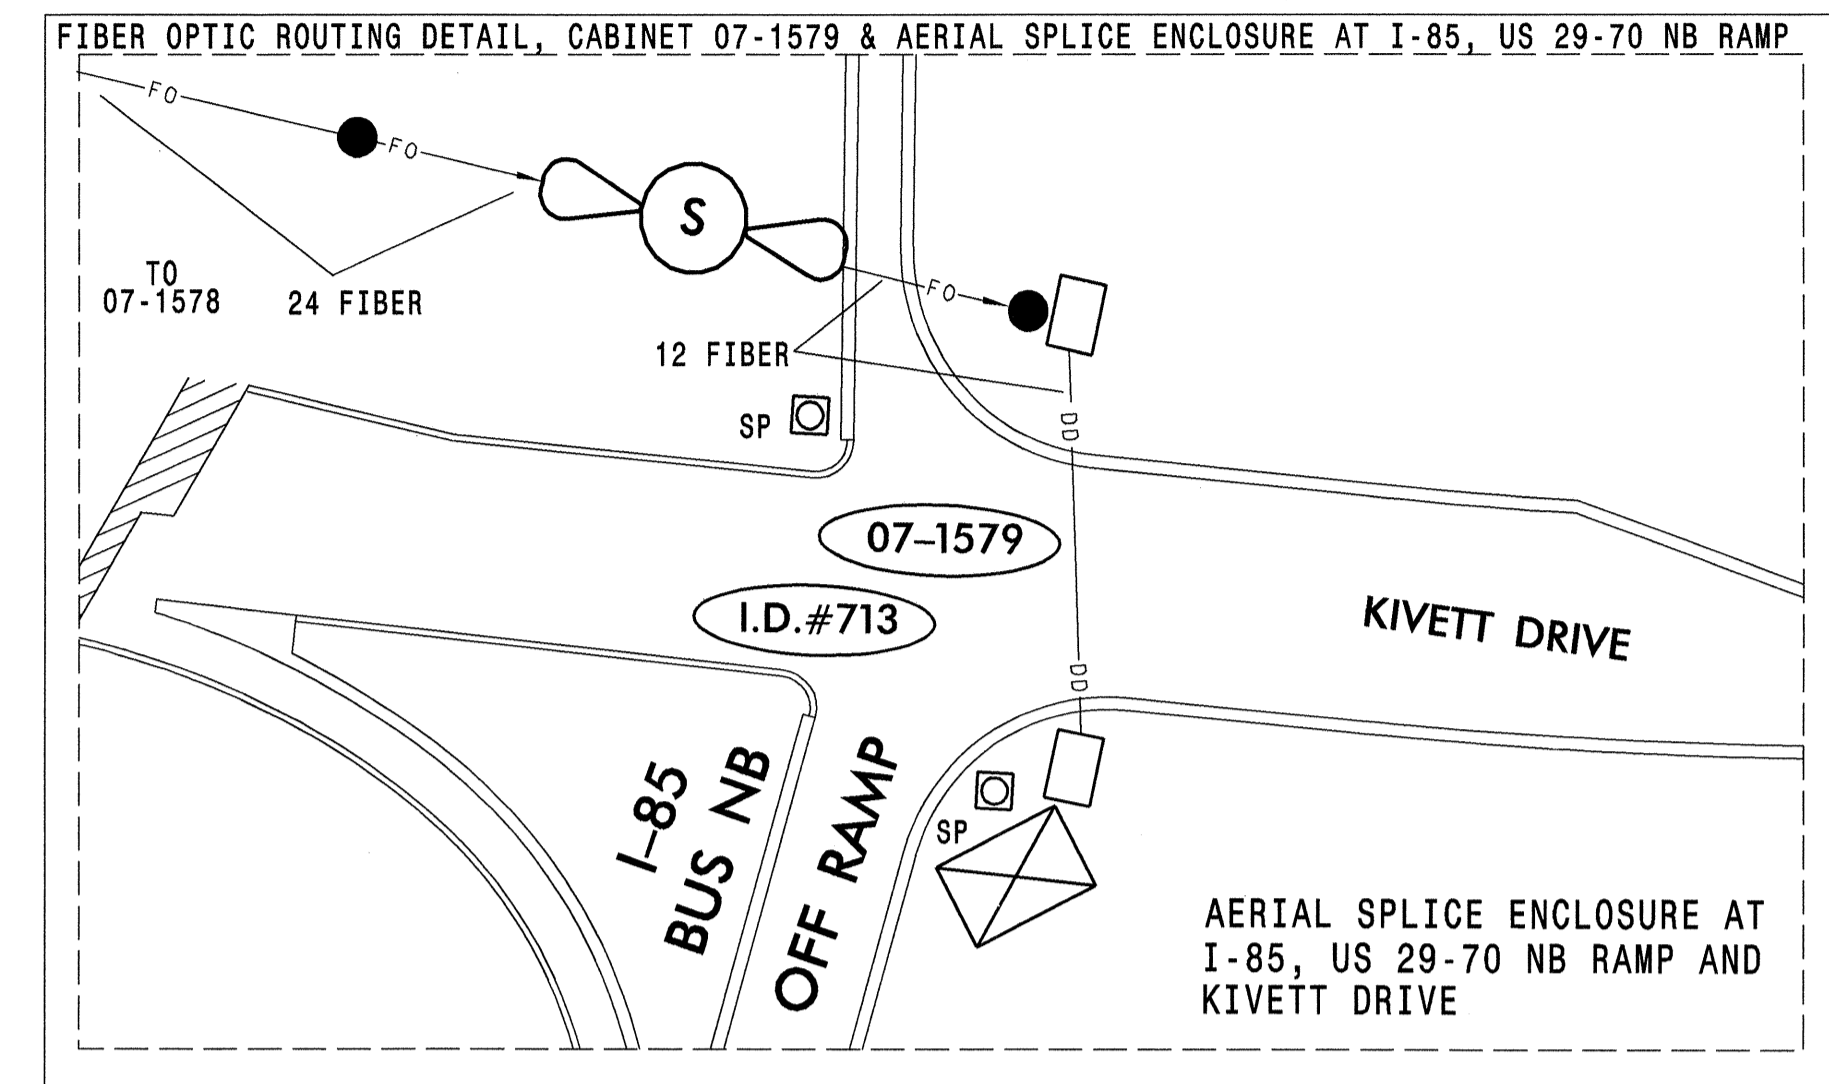 FIBER OPTIC ROUTING DETAIL, CABINET 07-1579 & AERIAL SPLICE ENCLOSURE AT I-85, US 29-70 NB RAMP
FO
FO
S
TO
07-1578
24 FIBER
FO
12 FIBER
SP
DD
07-1579
I.D.#713
KIVETT DRIVE
DD
I-85
BUS NB
OFF RAMP
SP
AERIAL SPLICE ENCLOSURE AT
I-85, US 29-70 NB RAMP AND
KIVETT DRIVE